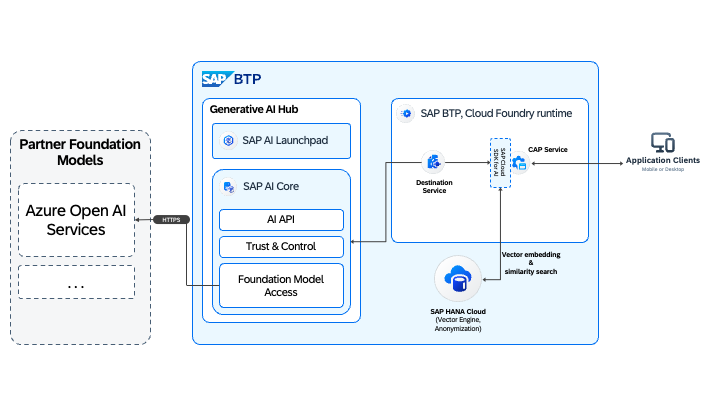 SAP BTP
Generative AI Hub
SAP AI Launchpad
SAP AI Core
AI API
Trust & Control
Foundation Model
Access
Partner Foundation
Models
Azure Open AI
Services
...
HTTPS
SAP BTP, Cloud Foundry runtime
Destination
Service
SAP Cloud
SDK for AI
CAP Service
Application Clients
Mobile or Desktop
Vector embedding
&
similarity search
SAP HANA Cloud
(Vector Engine,
Anonymization)